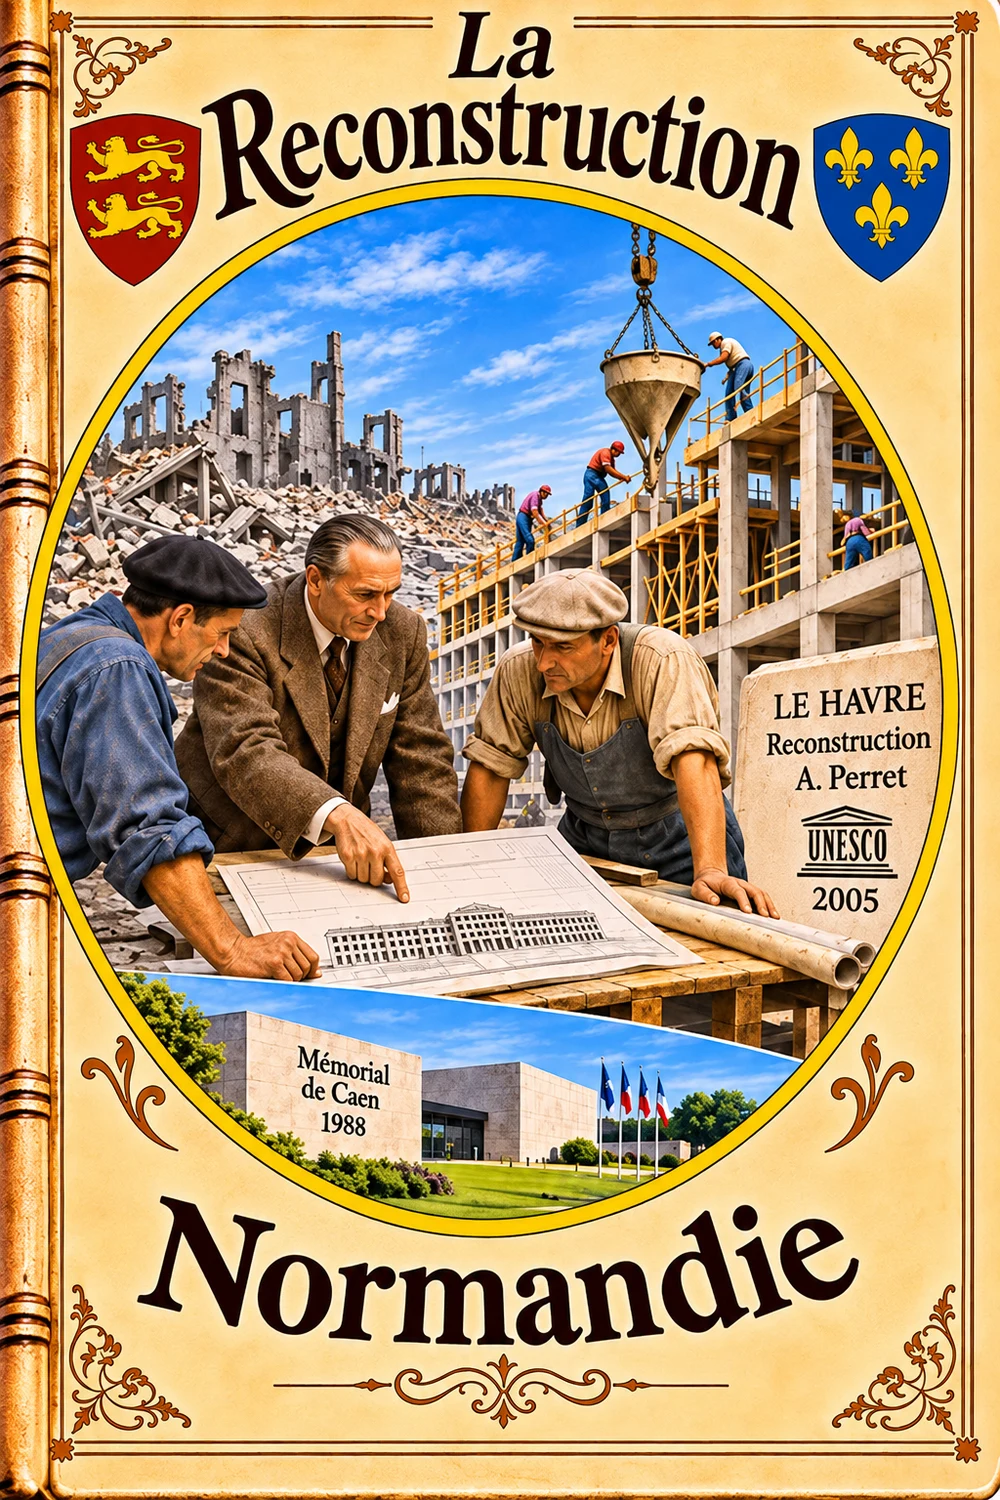 La
Reconstruction
LE HAVRE
Reconstruction
A. Perret
UNESCO
2005
Mémorial
de Caen
1988
Normandie